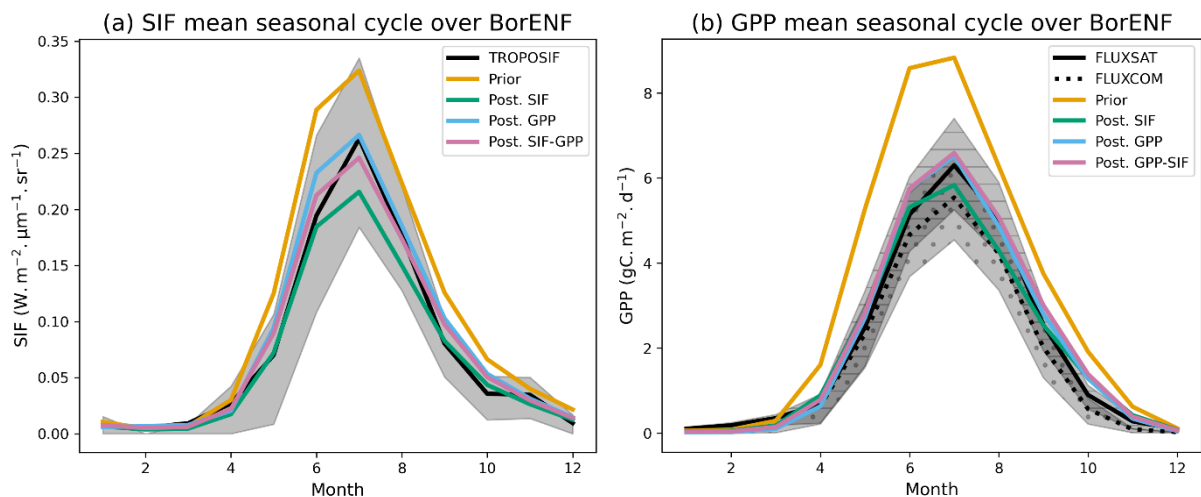 (a) SIF mean seasonal cycle over BorENF
0.35
0.30
0.25
0.20
0.15
0.10
0.05
0.00
SIF (W. m⁻². μm⁻¹. sr⁻¹)
TROPOSIF
Prior
Post. SIF
Post. GPP
Post. SIF-GPP
2 4 6 8 10 12
Month
(b) GPP mean seasonal cycle over BorENF
8
6
4
2
0
GPP (gC. m⁻². d⁻¹)
FLUXSAT
FLUXCOM
Prior
Post. SIF
Post. GPP
Post. GPP-SIF
2 4 6 8 10 12
Month